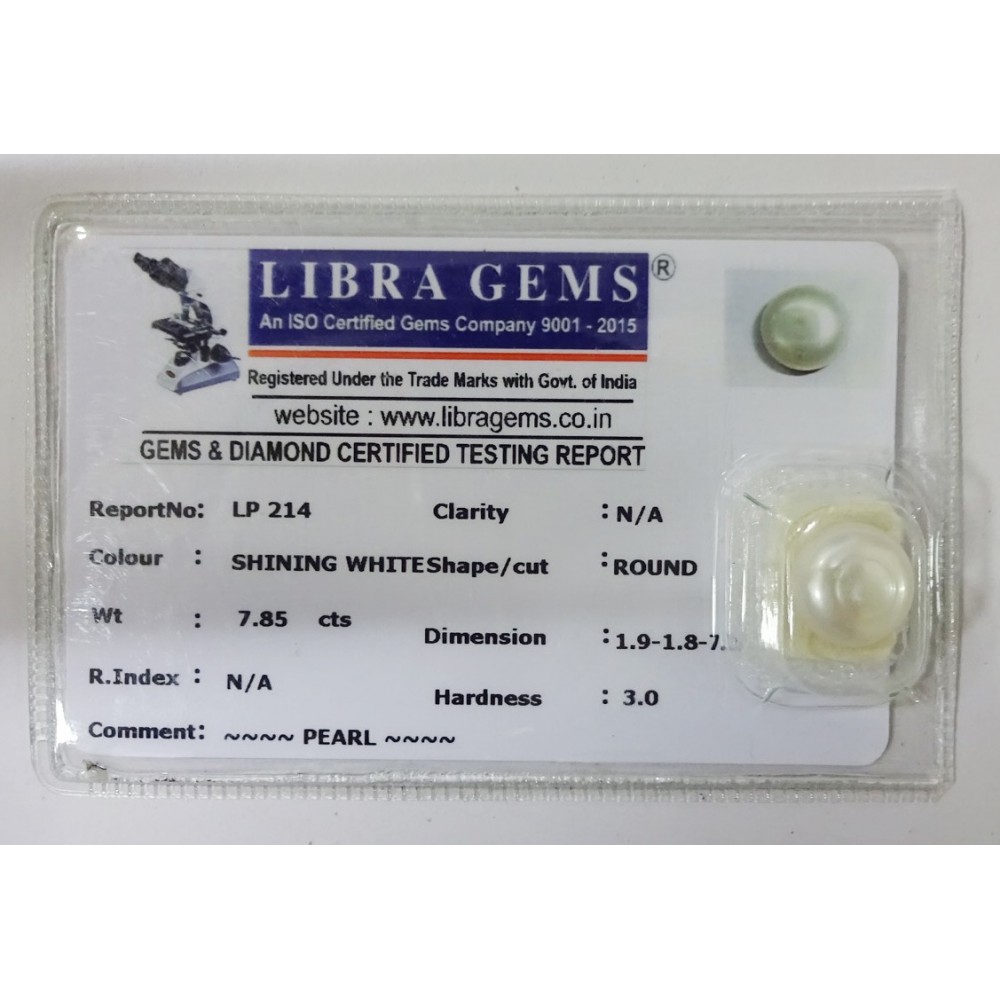 LIBRA GEMS ®
An ISO Certified Gems Company 9001 - 2015
Registered Under the Trade Marks with Govt. of India
website : www.libragems.co.in
GEMS & DIAMOND CERTIFIED TESTING REPORT
ReportNo: LP 214 Clarity : N/A
Colour : SHINING WHITE Shape/cut : ROUND
Wt : 7.85 cts
Dimension : 1.9-1.8-7.
R.Index : N/A
Hardness : 3.0
Comment: ~~~~ PEARL ~~~~